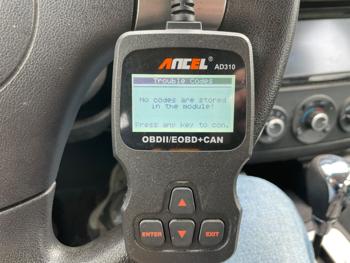 ANCEL
AD310
Trouble Codes
No codes are stored
in the module!
Press any key to con.
OBDII/EOBD+CAN
ENTER
EXIT